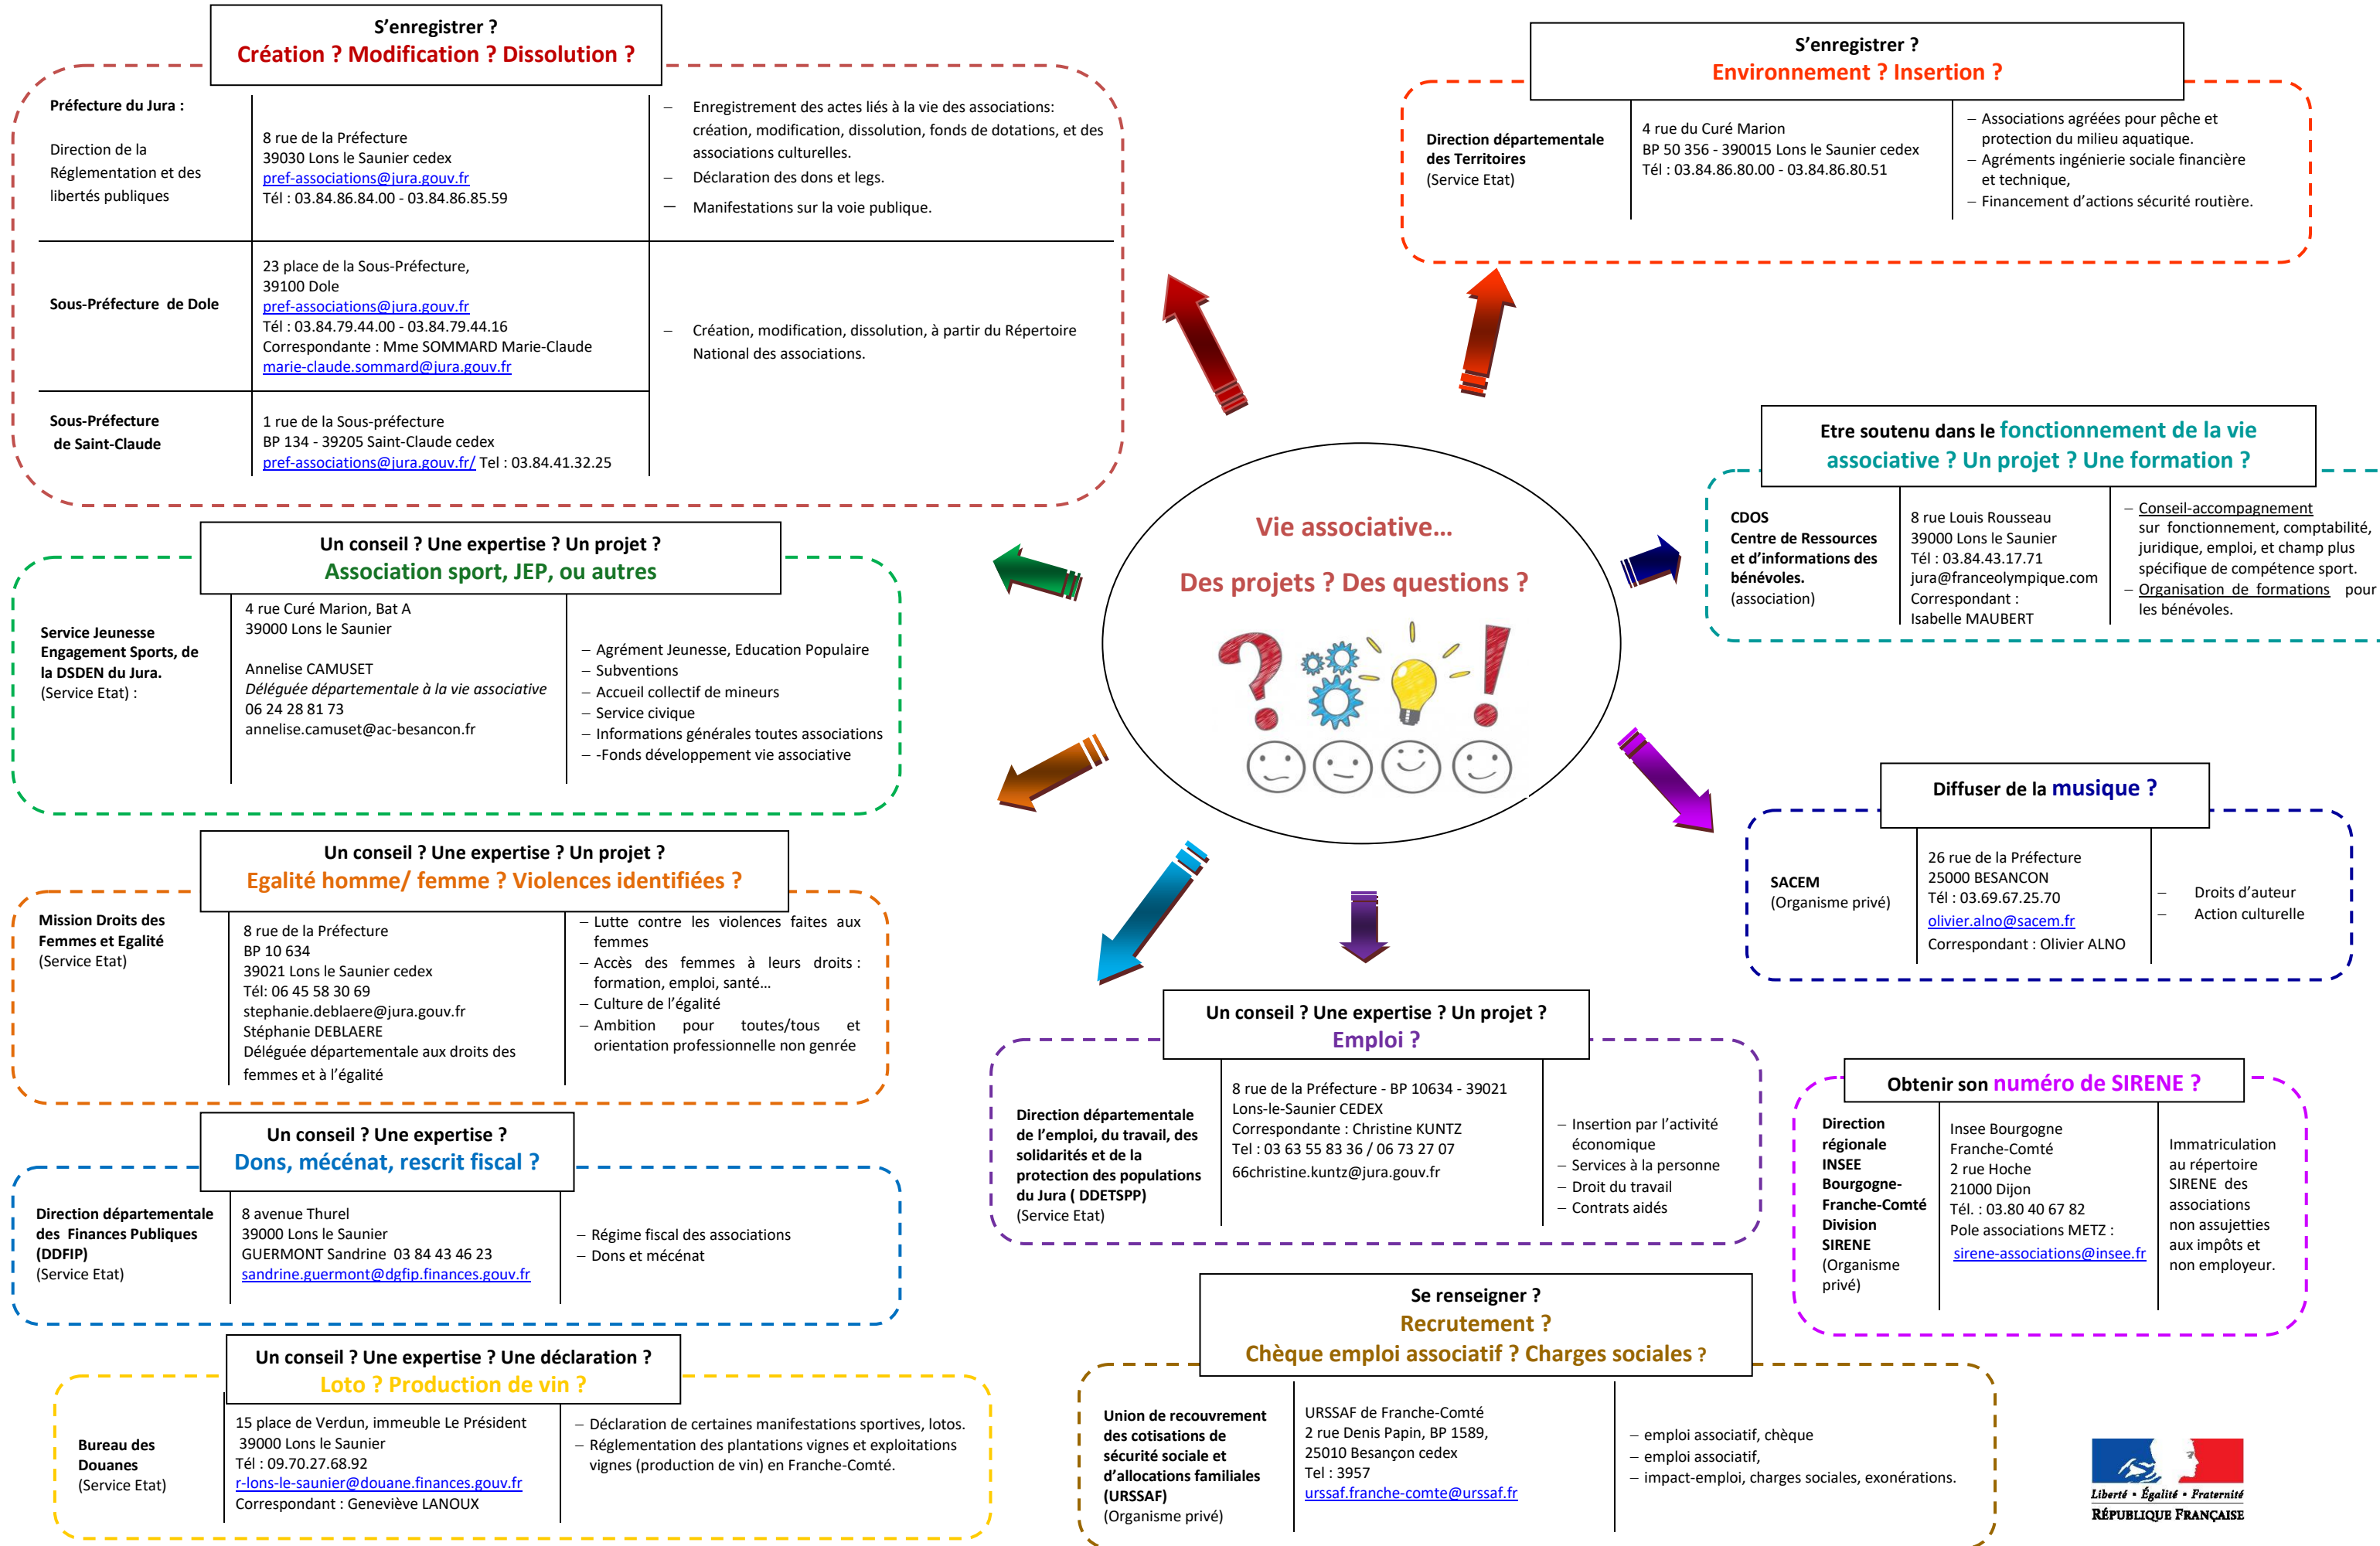 S’enregistrer ?
Création ? Modification ? Dissolution ?
Préfecture du Jura :
Direction de la
Réglementation et des
libertés publiques
8 rue de la Préfecture
39030 Lons le Saunier cedex
pref-associations@jura.gouv.fr
Tél : 03.84.86.84.00 - 03.84.86.85.59
– Enregistrement des actes liés à la vie des associations:
création, modification, dissolution, fonds de dotations, et des
associations culturelles.
– Déclaration des dons et legs.
– Manifestations sur la voie publique.
Sous-Préfecture de Dole
23 place de la Sous-Préfecture,
39100 Dole
pref-associations@jura.gouv.fr
Tél : 03.84.79.44.00 - 03.84.79.44.16
Correspondante : Mme SOMMARD Marie-Claude
marie-claude.sommard@jura.gouv.fr
– Création, modification, dissolution, à partir du Répertoire
National des associations.
Sous-Préfecture
de Saint-Claude
1 rue de la Sous-préfecture
BP 134 - 39205 Saint-Claude cedex
pref-associations@jura.gouv.fr/ Tel : 03.84.41.32.25
S’enregistrer ?
Environnement ? Insertion ?
Direction départementale
des Territoires
(Service Etat)
4 rue du Curé Marion
BP 50 356 - 390015 Lons le Saunier cedex
Tél : 03.84.86.80.00 - 03.84.86.80.51
– Associations agréées pour pêche et
protection du milieu aquatique.
– Agréments ingénierie sociale financière
et technique,
– Financement d’actions sécurité routière.
Etre soutenu dans le fonctionnement de la vie
associative ? Un projet ? Une formation ?
CDOS
Centre de Ressources
et d’informations des
bénévoles.
(association)
8 rue Louis Rousseau
39000 Lons le Saunier
Tél : 03.84.43.17.71
jura@franceolympique.com
Correspondant :
Isabelle MAUBERT
– Conseil-accompagnement
sur fonctionnement, comptabilité,
juridique, emploi, et champ plus
spécifique de compétence sport.
– Organisation de formations pour
les bénévoles.
Vie associative…
Des projets ? Des questions ?
Un conseil ? Une expertise ? Un projet ?
Association sport, JEP, ou autres
Service Jeunesse
Engagement Sports, de
la DSDEN du Jura.
(Service Etat) :
4 rue Curé Marion, Bat A
39000 Lons le Saunier
Annelise CAMUSET
Déléguée départementale à la vie associative
06 24 28 81 73
annelise.camuset@ac-besancon.fr
– Agrément Jeunesse, Education Populaire
– Subventions
– Accueil collectif de mineurs
– Service civique
– Informations générales toutes associations
– -Fonds développement vie associative
Diffuser de la musique ?
SACEM
(Organisme privé)
26 rue de la Préfecture
25000 BESANCON
Tél : 03.69.67.25.70
olivier.alno@sacem.fr
Correspondant : Olivier ALNO
– Droits d’auteur
– Action culturelle
Un conseil ? Une expertise ? Un projet ?
Egalité homme/ femme ? Violences identifiées ?
Mission Droits des
Femmes et Egalité
(Service Etat)
8 rue de la Préfecture
BP 10 634
39021 Lons le Saunier cedex
Tél: 06 45 58 30 69
stephanie.deblaere@jura.gouv.fr
Stéphanie DEBLAERE
Déléguée départementale aux droits des
femmes et à l’égalité
– Lutte contre les violences faites aux
femmes
– Accès des femmes à leurs droits :
formation, emploi, santé…
– Culture de l’égalité
– Ambition pour toutes/tous et
orientation professionnelle non genrée
Un conseil ? Une expertise ? Un projet ?
Emploi ?
Direction départementale
de l’emploi, du travail, des
solidarités et de la
protection des populations
du Jura ( DDETSPP)
(Service Etat)
8 rue de la Préfecture - BP 10634 - 39021
Lons-le-Saunier CEDEX
Correspondante : Christine KUNTZ
Tel : 03 63 55 83 36 / 06 73 27 07
66christine.kuntz@jura.gouv.fr
– Insertion par l’activité
économique
– Services à la personne
– Droit du travail
– Contrats aidés
Obtenir son numéro de SIRENE ?
Direction
régionale
INSEE
Bourgogne-
Franche-Comté
Division
SIRENE
(Organisme
privé)
Insee Bourgogne
Franche-Comté
2 rue Hoche
21000 Dijon
Tél. : 03.80 40 67 82
Pole associations METZ :
sirene-associations@insee.fr
Immatriculation
au répertoire
SIRENE des
associations
non assujetties
aux impôts et
non employeur.
Un conseil ? Une expertise ?
Dons, mécénat, rescrit fiscal ?
Direction départementale
des Finances Publiques
(DDFIP)
(Service Etat)
8 avenue Thurel
39000 Lons le Saunier
GUERMONT Sandrine 03 84 43 46 23
sandrine.guermont@dgfip.finances.gouv.fr
– Régime fiscal des associations
– Dons et mécénat
Se renseigner ?
Recrutement ?
Chèque emploi associatif ? Charges sociales ?
Union de recouvrement
des cotisations de
sécurité sociale et
d’allocations familiales
(URSSAF)
(Organisme privé)
URSSAF de Franche-Comté
2 rue Denis Papin, BP 1589,
25010 Besançon cedex
Tel : 3957
urssaf.franche-comte@urssaf.fr
– emploi associatif, chèque
– emploi associatif,
– impact-emploi, charges sociales, exonérations.
Un conseil ? Une expertise ? Une déclaration ?
Loto ? Production de vin ?
Bureau des
Douanes
(Service Etat)
15 place de Verdun, immeuble Le Président
39000 Lons le Saunier
Tél : 09.70.27.68.92
r-lons-le-saunier@douane.finances.gouv.fr
Correspondant : Geneviève LANOUX
– Déclaration de certaines manifestations sportives, lotos.
– Réglementation des plantations vignes et exploitations
vignes (production de vin) en Franche-Comté.
Liberté • Égalité • Fraternité
RÉPUBLIQUE FRANÇAISE